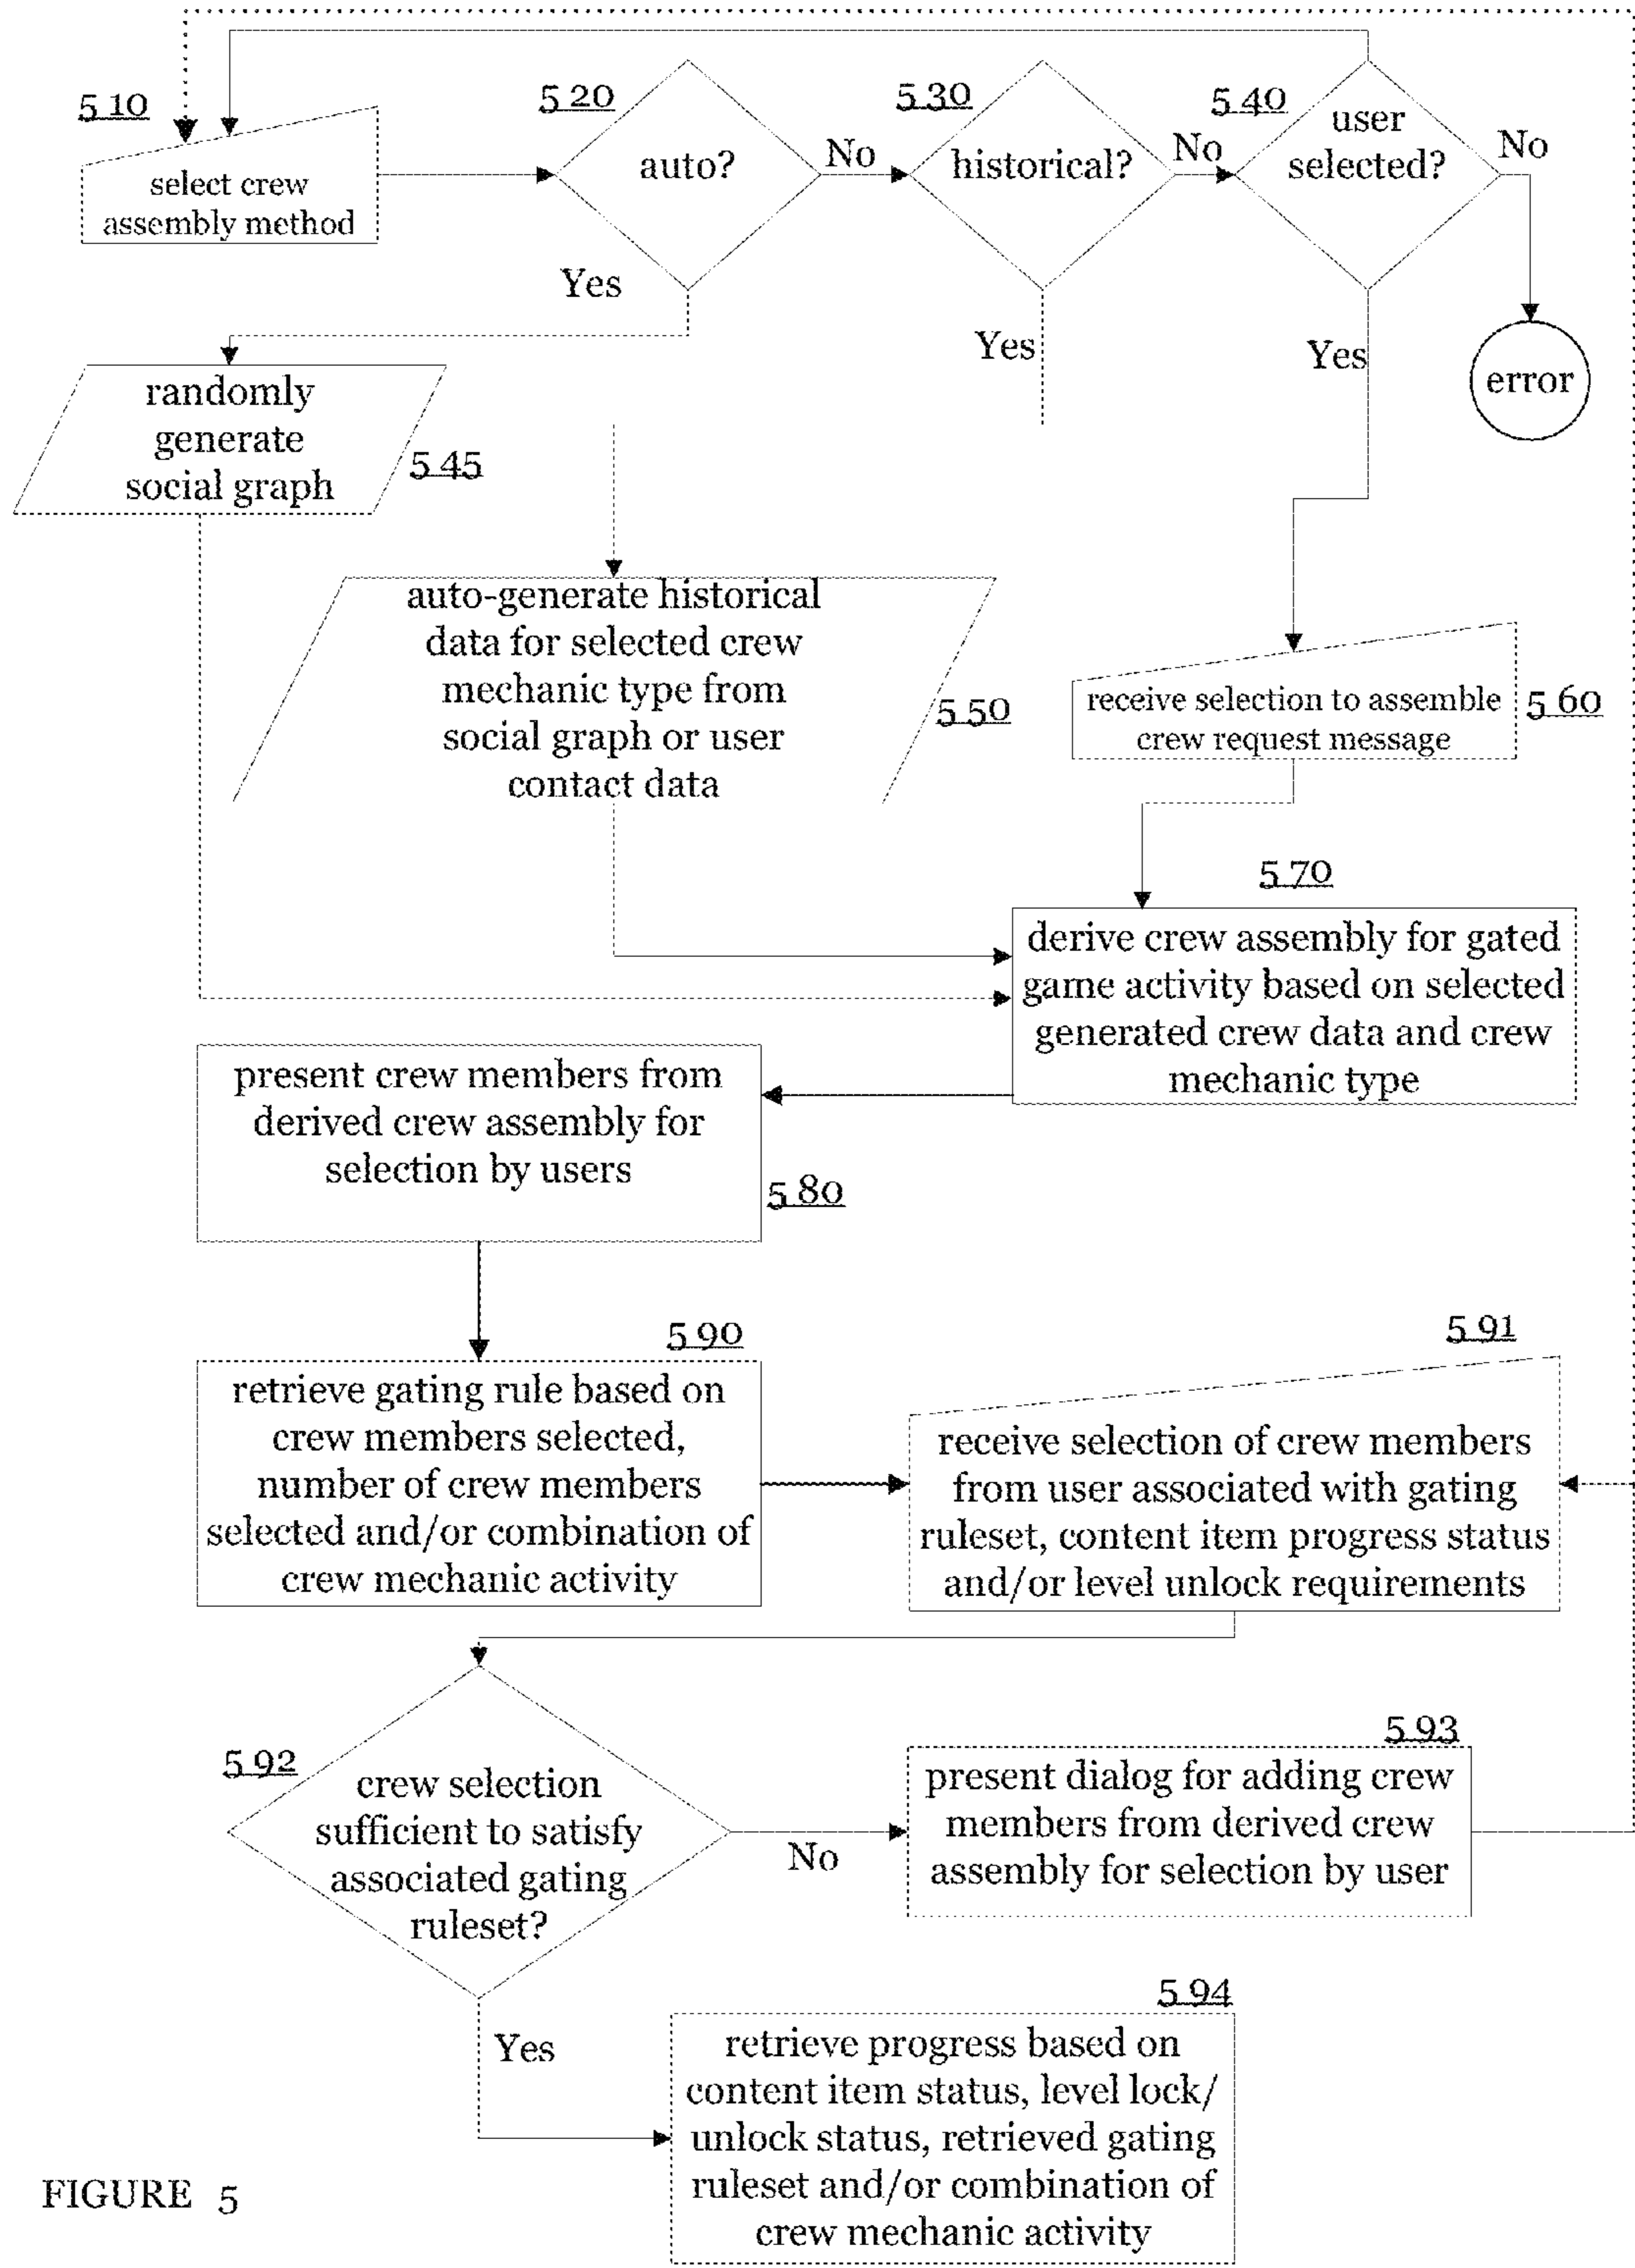 5.10
select crew
assembly method
5.20
auto?
No
Yes
5.30
historical?
No
Yes
5.40
user
selected?
No
Yes
error
randomly
generate
social graph
5.45
auto-generate historical
data for selected crew
mechanic type from
social graph or user
contact data
5.50
receive selection to assemble
crew request message
5.60
5.70
derive crew assembly for gated
game activity based on selected
generated crew data and crew
mechanic type
present crew members from
derived crew assembly for
selection by users
5.80
5.90
retrieve gating rule based on
crew members selected,
number of crew members
selected and/or combination of
crew mechanic activity
5.91
receive selection of crew members
from user associated with gating
ruleset, content item progress status
and/or level unlock requirements
5.92
crew selection
sufficient to satisfy
associated gating
ruleset?
No
Yes
5.93
present dialog for adding crew
members from derived crew
assembly for selection by user
5.94
retrieve progress based on
content item status, level lock/
unlock status, retrieved gating
ruleset and/or combination of
crew mechanic activity
FIGURE 5